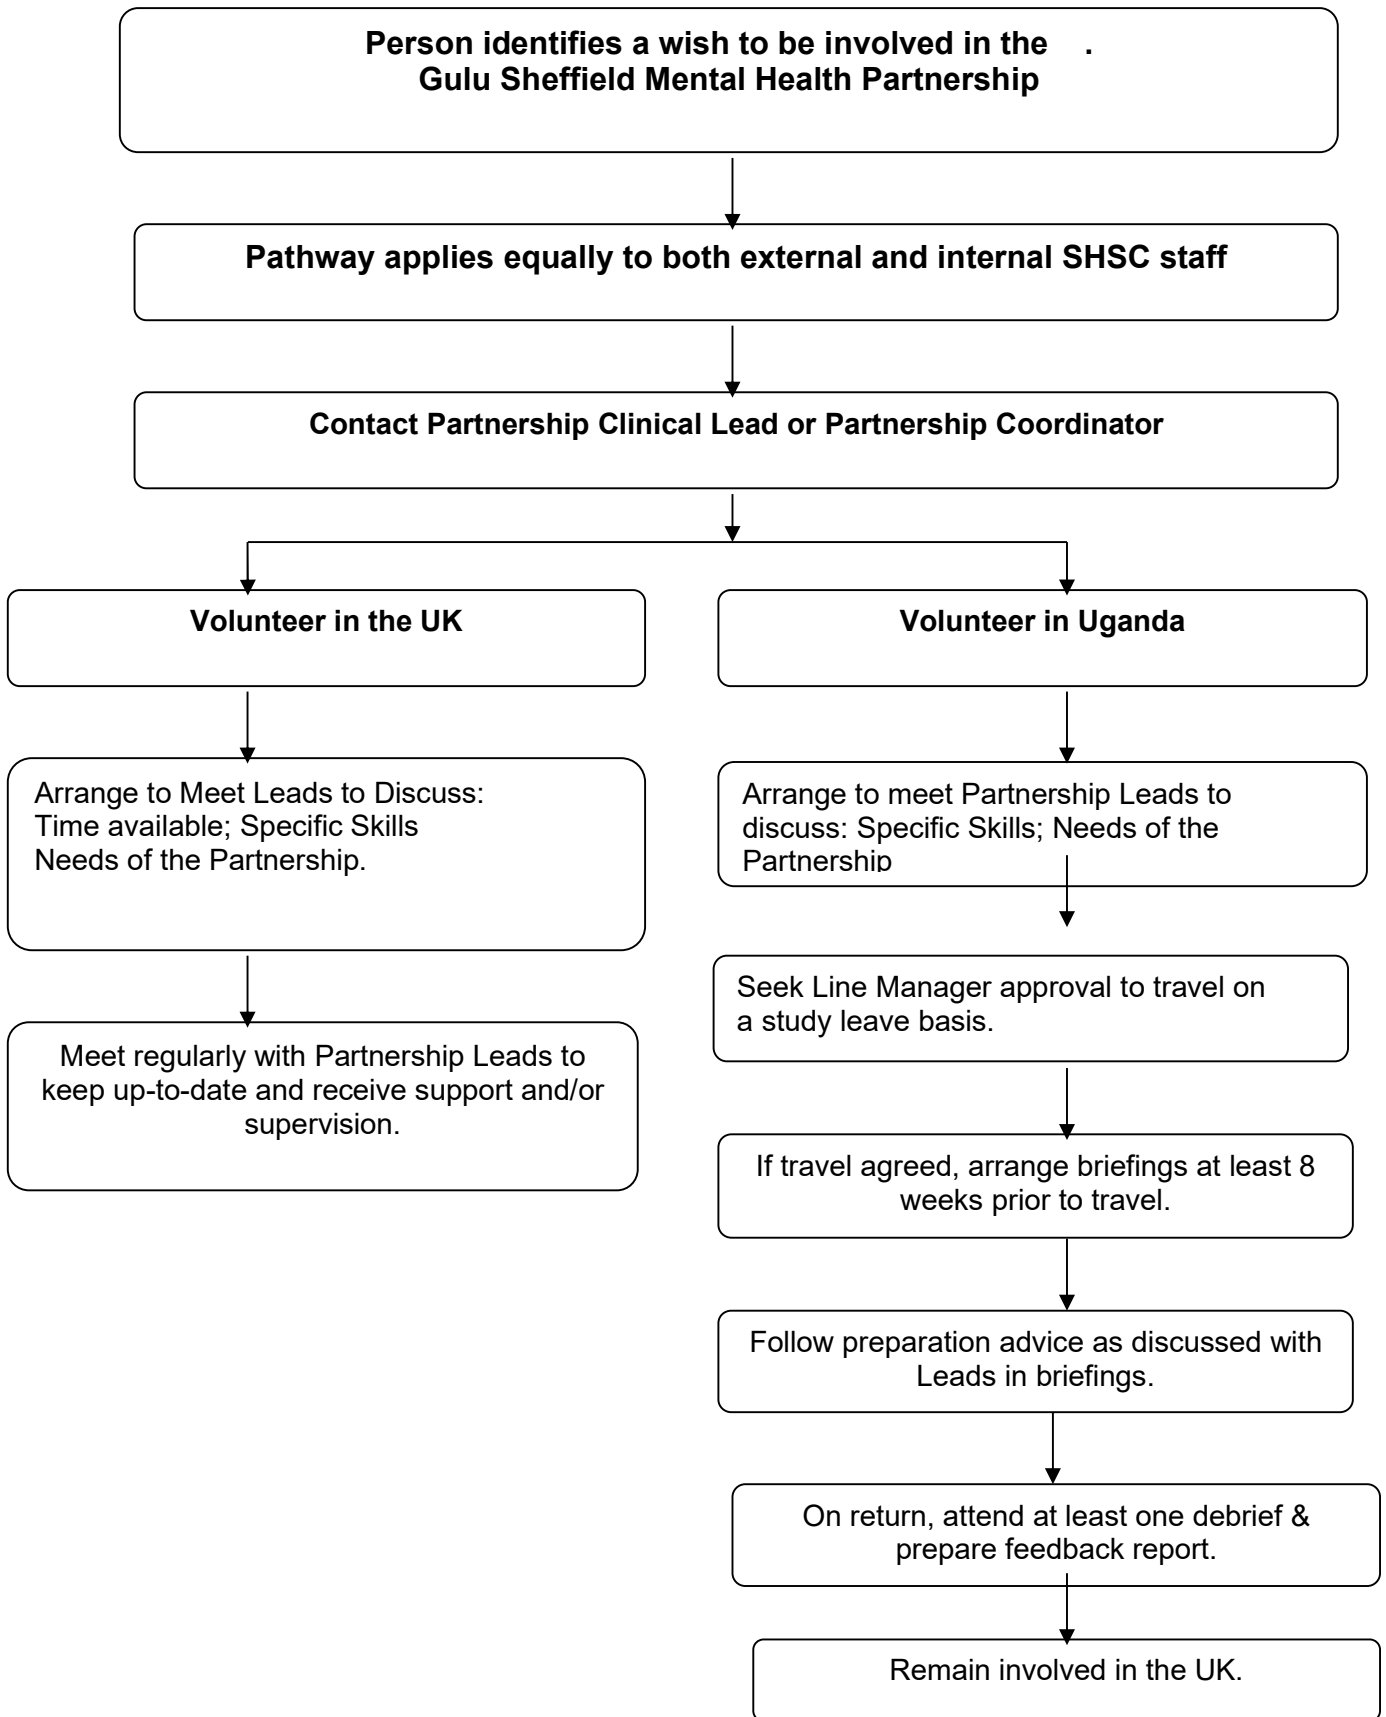 Person identifies a wish to be involved in the .
Gulu Sheffield Mental Health Partnership
Pathway applies equally to both external and internal SHSC staff
Contact Partnership Clinical Lead or Partnership Coordinator
Volunteer in the UK
Volunteer in Uganda
Arrange to Meet Leads to Discuss:
Time available; Specific Skills
Needs of the Partnership.
Arrange to meet Partnership Leads to
discuss: Specific Skills; Needs of the
Partnership
Seek Line Manager approval to travel on
a study leave basis.
Meet regularly with Partnership Leads to
keep up-to-date and receive support and/or
supervision.
If travel agreed, arrange briefings at least 8
weeks prior to travel.
Follow preparation advice as discussed with
Leads in briefings.
On return, attend at least one debrief &
prepare feedback report.
Remain involved in the UK.